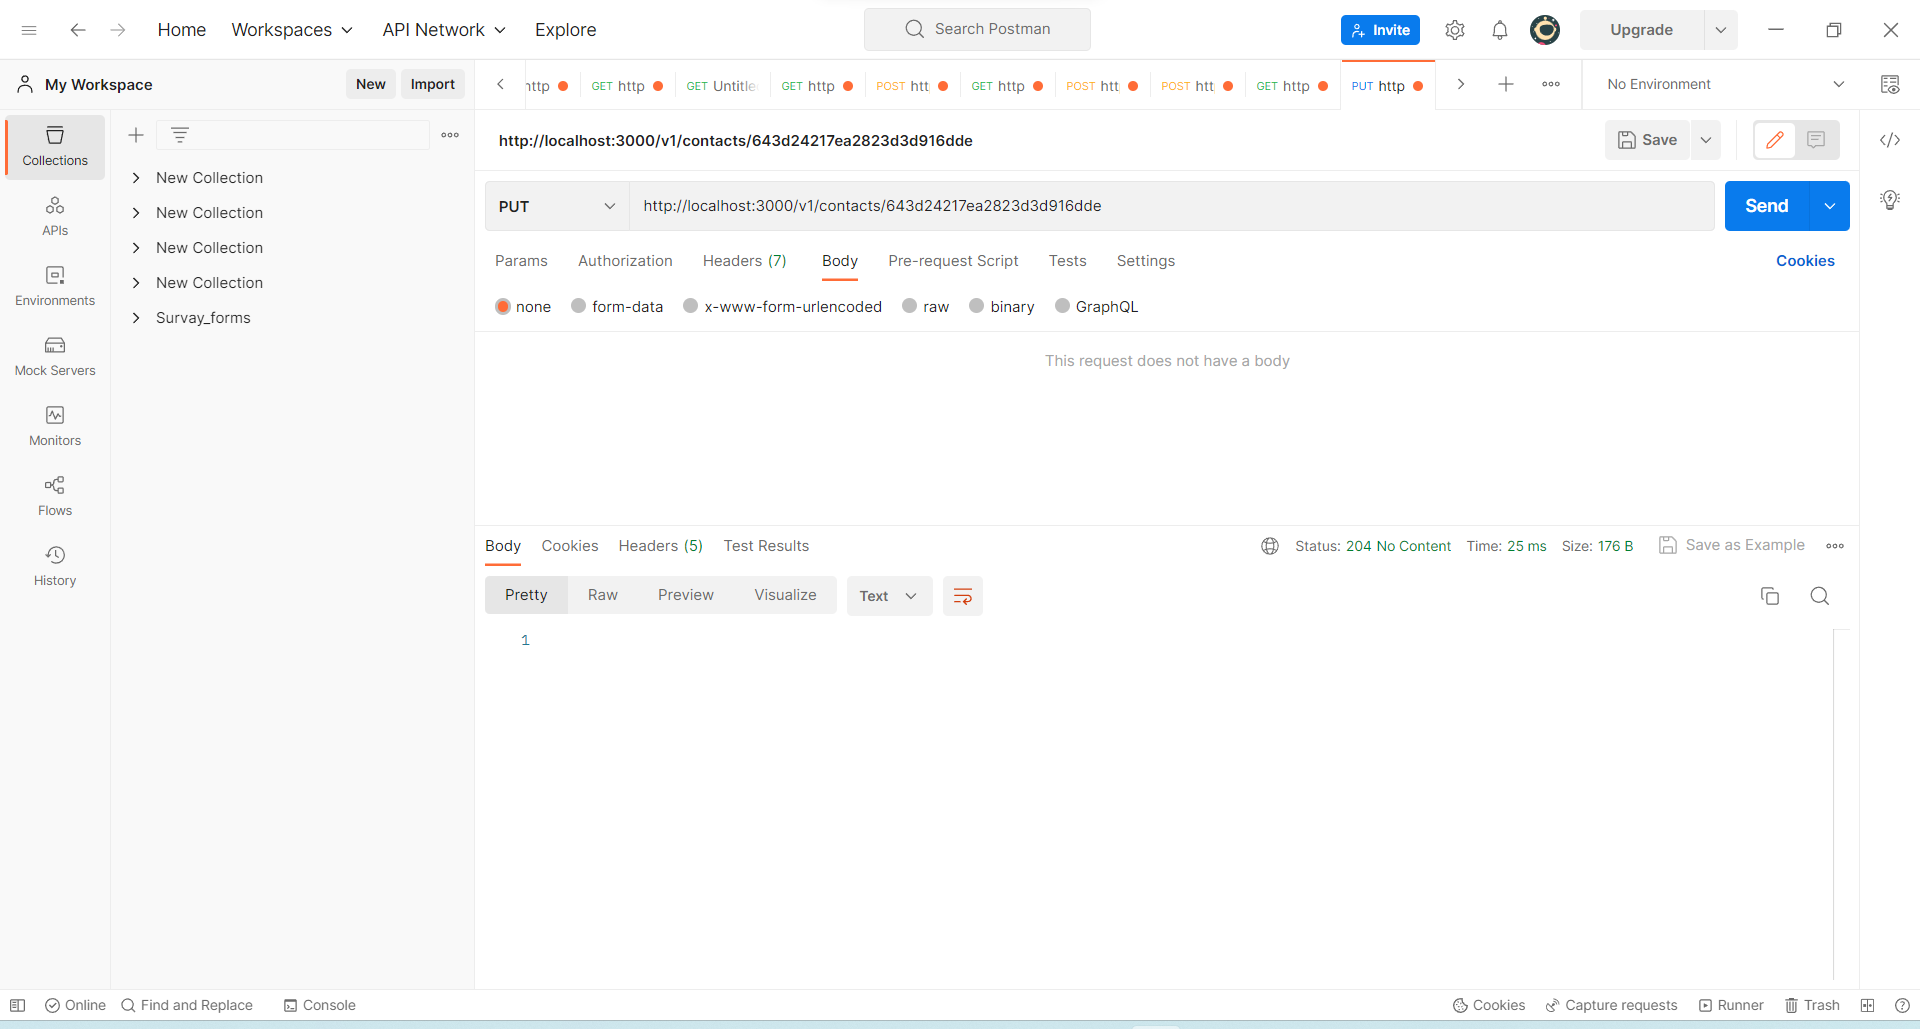 Home Workspaces API Network Explore Search Postman Invite Upgrade
My Workspace New Import http GET http GET Untitle GET http POST htt GET http POST htt POST htt GET http PUT http No Environment
Collections
APIs
Environments
Mock Servers
Monitors
Flows
History
New Collection
New Collection
New Collection
New Collection
Survay_forms
http://localhost:3000/v1/contacts/643d24217ea2823d3d916dde Save
PUT http://localhost:3000/v1/contacts/643d24217ea2823d3d916dde Send
Params Authorization Headers (7) Body Pre-request Script Tests Settings Cookies
none form-data x-www-form-urlencoded raw binary GraphQL
This request does not have a body
Body Cookies Headers (5) Test Results Status: 204 No Content Time: 25 ms Size: 176 B Save as Example
Pretty Raw Preview Visualize Text
1
Online Find and Replace Console Cookies Capture requests Runner Trash